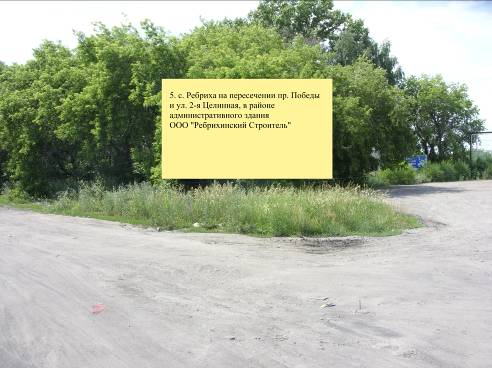 5. с. Ребриха на пересечении пр. Победы
и ул. 2-я Целинная, в районе
административного здания
ООО "Ребрихинский Строитель"